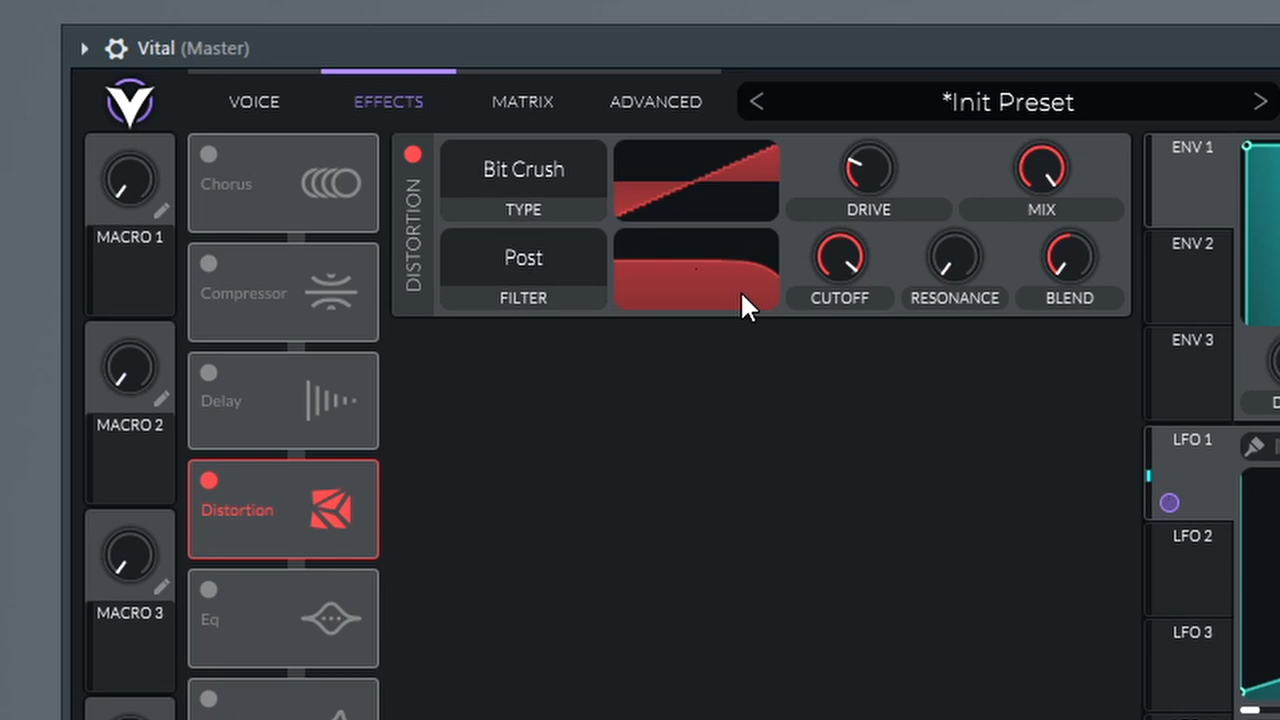 Vital (Master)
VOICE
EFFECTS
MATRIX
ADVANCED
*Init Preset
MACRO 1
MACRO 2
MACRO 3
Chorus
Compressor
Delay
Distortion
Eq
DISTORTION
Bit Crush
TYPE
DRIVE
MIX
Post
FILTER
CUTOFF
RESONANCE
BLEND
ENV 1
ENV 2
ENV 3
D
LFO 1
LFO 2
LFO 3